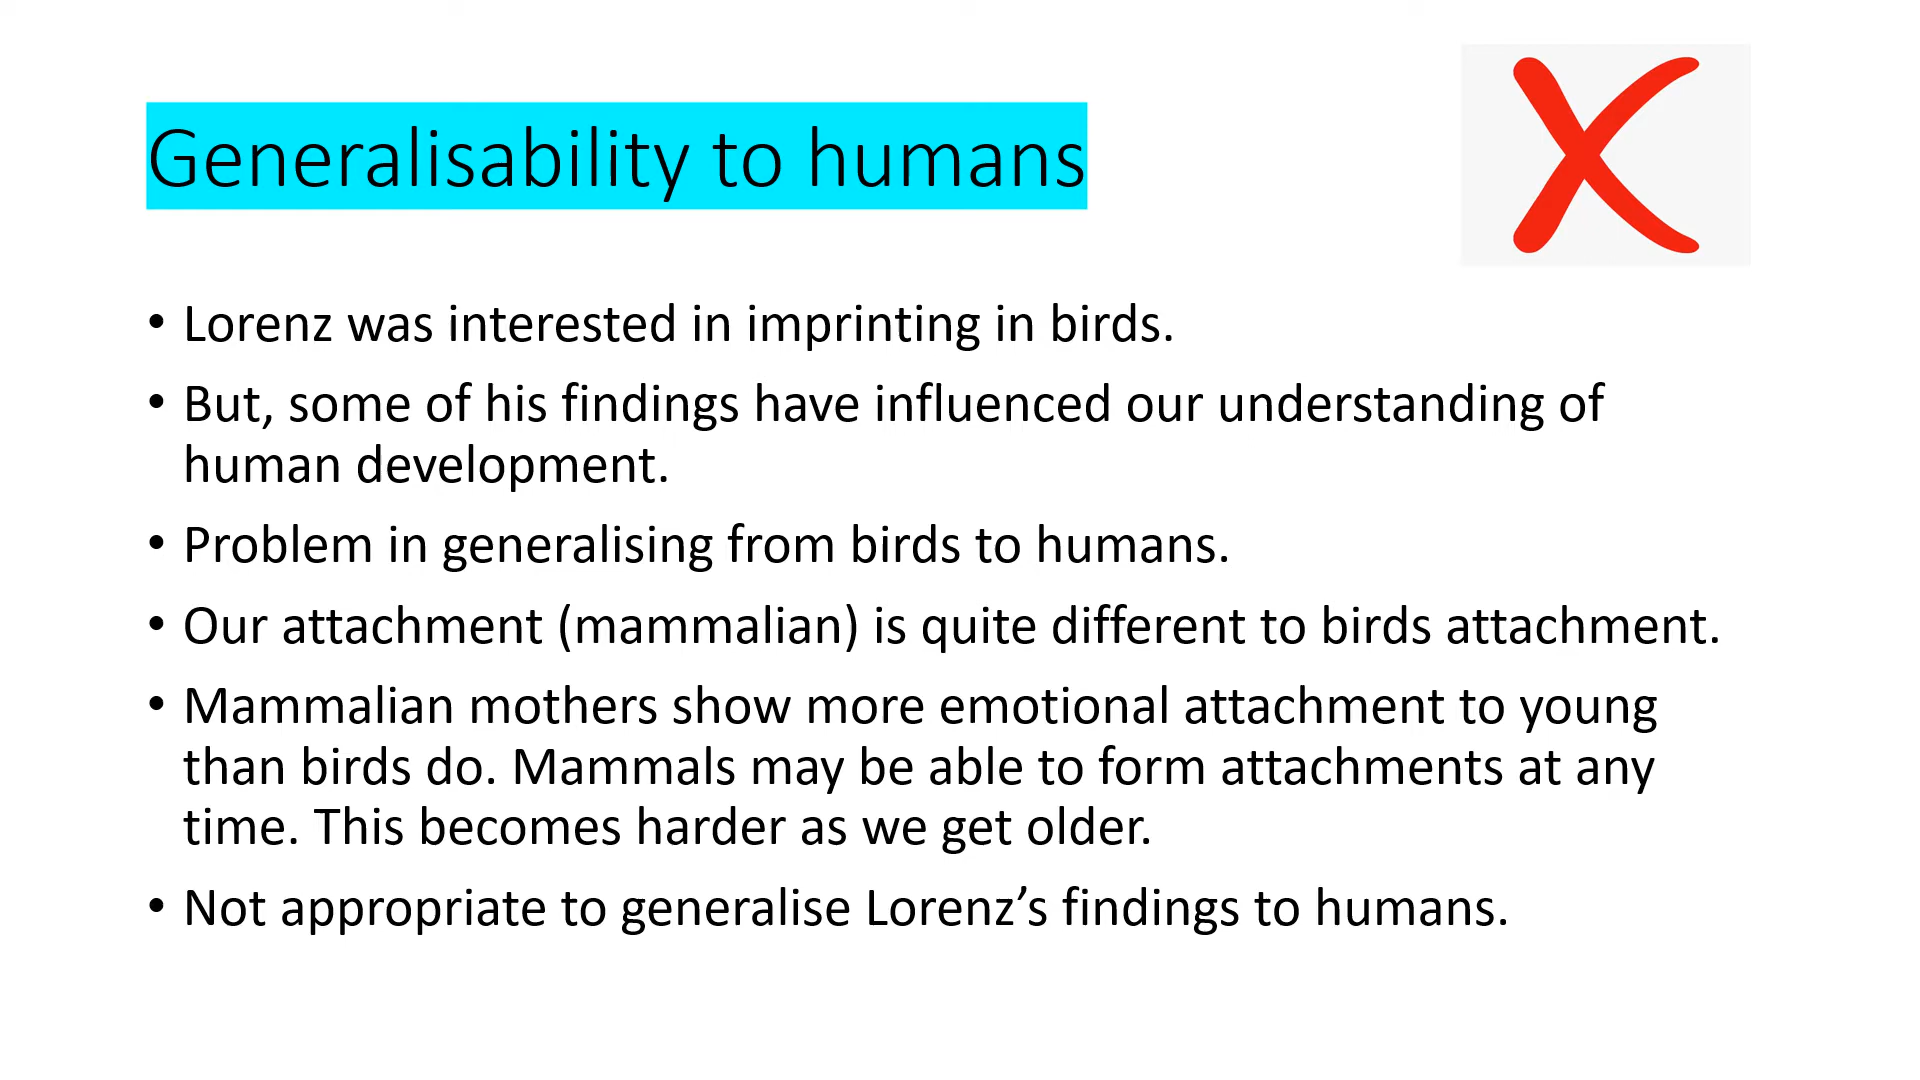 Generalisability to humans
• Lorenz was interested in imprinting in birds.
• But, some of his findings have influenced our understanding of
human development.
• Problem in generalising from birds to humans.
• Our attachment (mammalian) is quite different to birds attachment.
• Mammalian mothers show more emotional attachment to young
than birds do. Mammals may be able to form attachments at any
time. This becomes harder as we get older.
• Not appropriate to generalise Lorenz’s findings to humans.